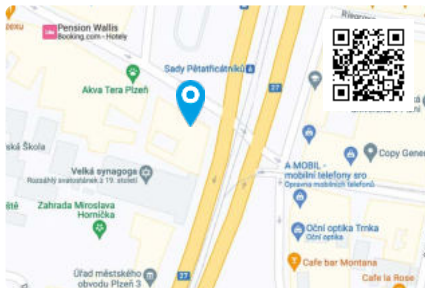 Pension Wallis
Booking.com - Hotely
Sady Pětatřicátníků
Akva Tera Plzeň
27
Copy Gener
ská Škola
A MOBIL -
mobilní telefony sro
Opravna mobilních telefonů
Velká synagoga
Rozsáhlý svatostánek z 19. století
Zahrada Miroslava
Horníčka
Oční optika Trnka
Oční optika
Cafe bar Montana
Úřad městského
obvodu Plzeň 3
27
Cafe la Rose